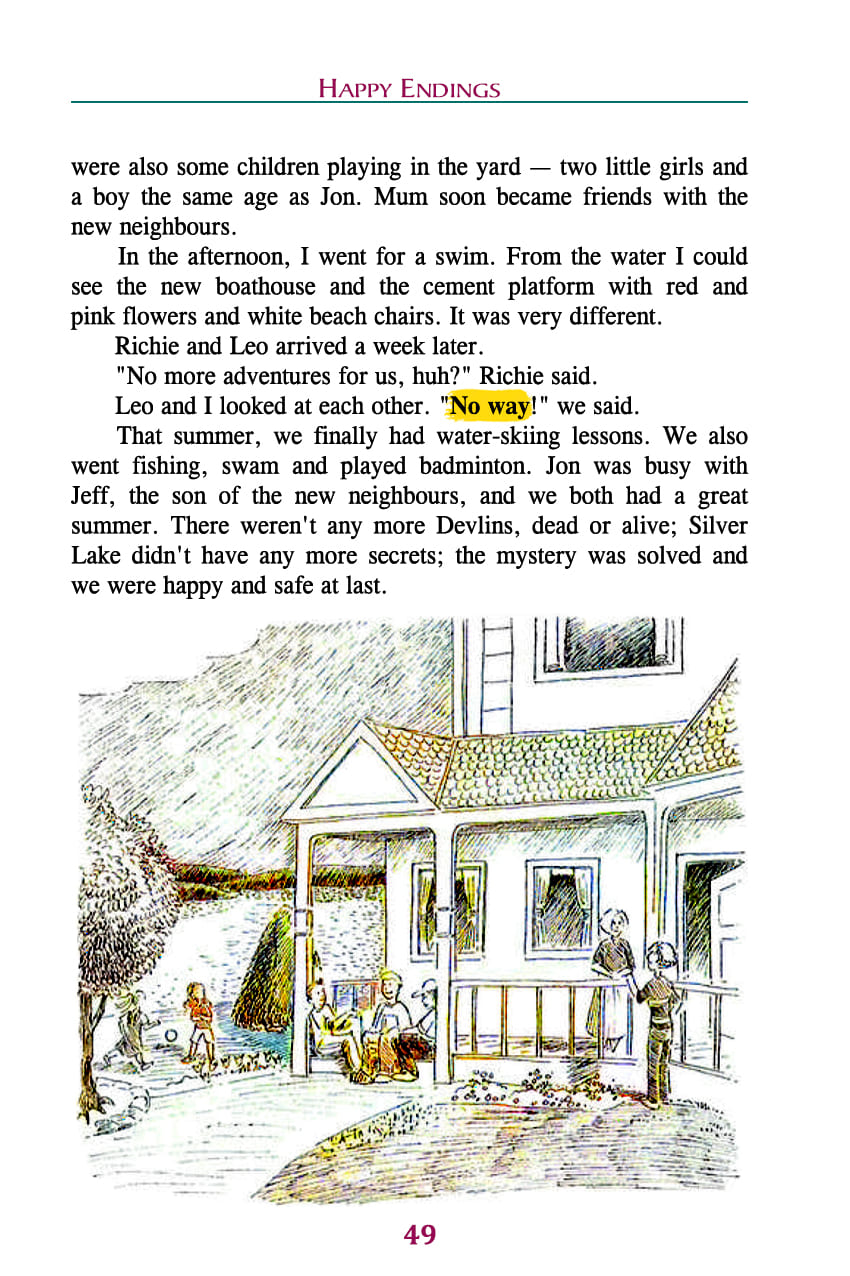 HAPPY ENDINGS
were also some children playing in the yard — two little girls and
a boy the same age as Jon. Mum soon became friends with the
new neighbours.
In the afternoon, I went for a swim. From the water I could
see the new boathouse and the cement platform with red and
pink flowers and white beach chairs. It was very different.
Richie and Leo arrived a week later.
"No more adventures for us, huh?" Richie said.
Leo and I looked at each other. "No way!" we said.
That summer, we finally had water-skiing lessons. We also
went fishing, swam and played badminton. Jon was busy with
Jeff, the son of the new neighbours, and we both had a great
summer. There weren't any more Devlins, dead or alive; Silver
Lake didn't have any more secrets; the mystery was solved and
we were happy and safe at last.
49